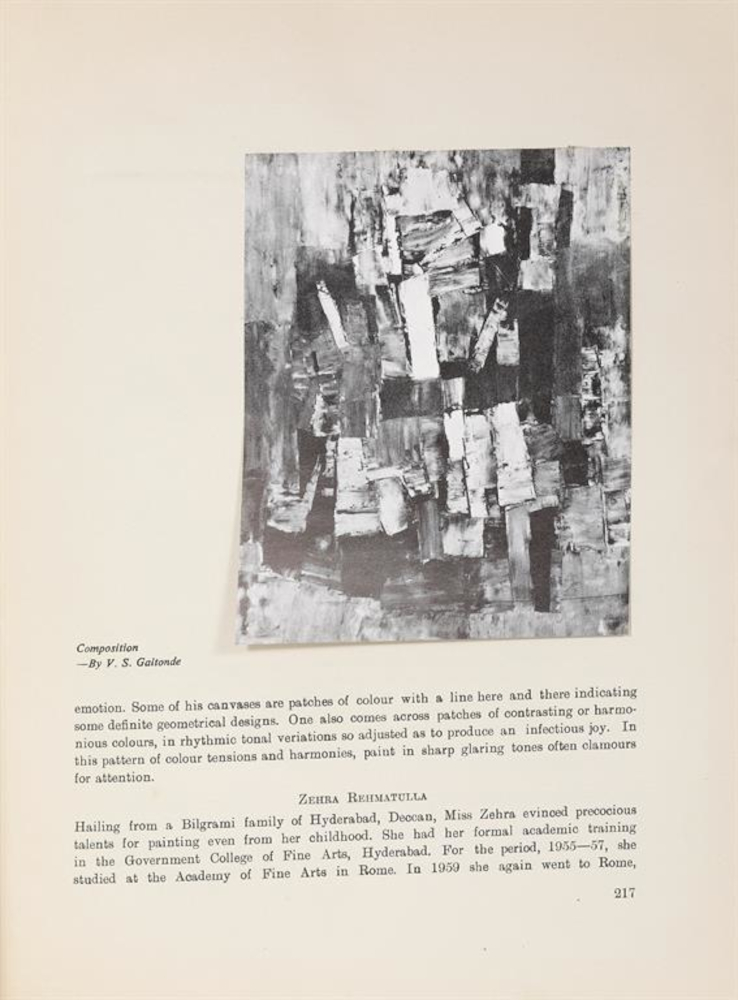 Composition
—By V. S. Gaitonde
emotion. Some of his canvases are patches of colour with a line here and there indicating
some definite geometrical designs. One also comes across patches of contrasting or harmo-
nious colours, in rhythmic tonal veriations so adjusted as to produce an infectious joy. In
this pattern of colour tensions and harmonies, paint in sharp glaring tones often clamours
for attention.
ZEHRA REHMATULLA
Hailing from a Bilgrami family of Hyderabad, Deccan, Miss Zehra evinced precocious
talents for painting even from her childhood. She had her formal academic training
in the Government College of Fine Arts, Hyderabad. For the period, 1955—57, she
studied at the Academy of Fine Arts in Rome. In 1959 she again went to Rome,
217